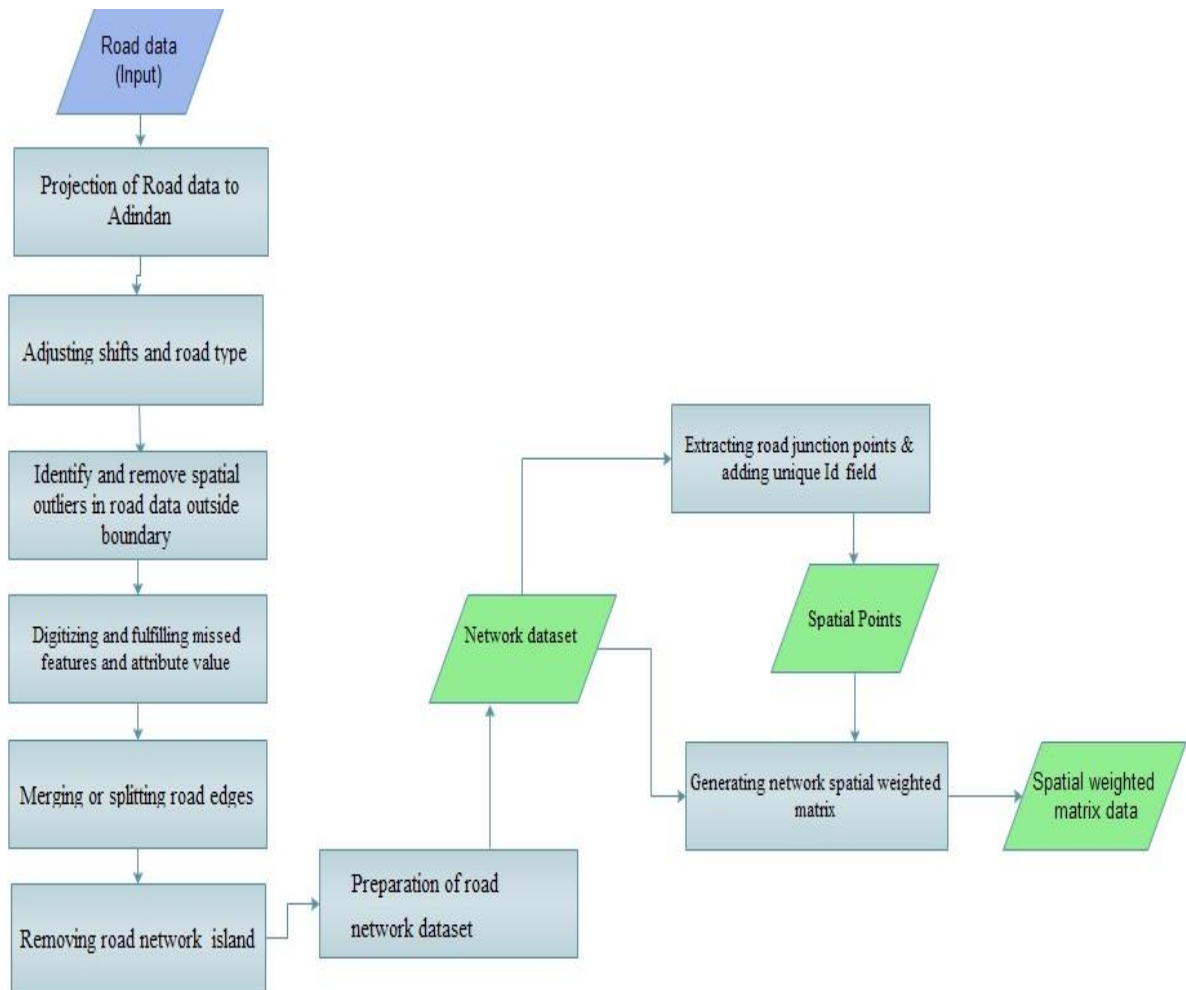 Road data
(Input)
Projection of Road data to
Adindan
Adjusting shifts and road type
Identify and remove spatial
outliers in road data outside
boundary
Digitizing and fulfilling missed
features and attribute value
Merging or splitting road edges
Removing road network island
Preparation of road
network dataset
Network dataset
Extracting road junction points &
adding unique Id field
Spatial Points
Generating network spatial weighted
matrix
Spatial weighted
matrix data